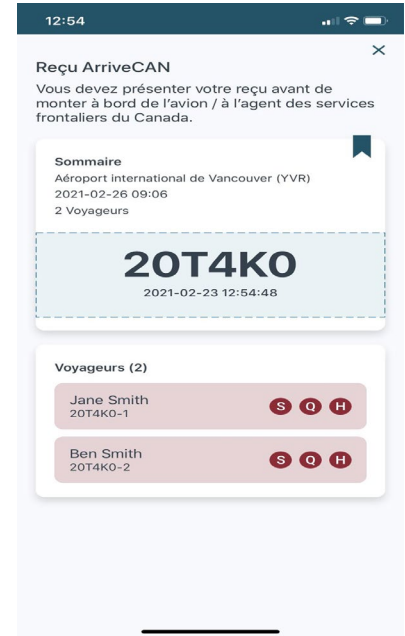 12:54
Reçu ArriveCAN
Vous devez présenter votre reçu avant de
monter à bord de l'avion / à l'agent des services
frontaliers du Canada.
Sommaire
Aéroport international de Vancouver (YVR)
2021-02-26 09:06
2 Voyageurs
20T4K0
2021-02-23 12:54:48
Voyageurs (2)
Jane Smith
20T4K0-1
S Q H
Ben Smith
20T4K0-2
S Q H